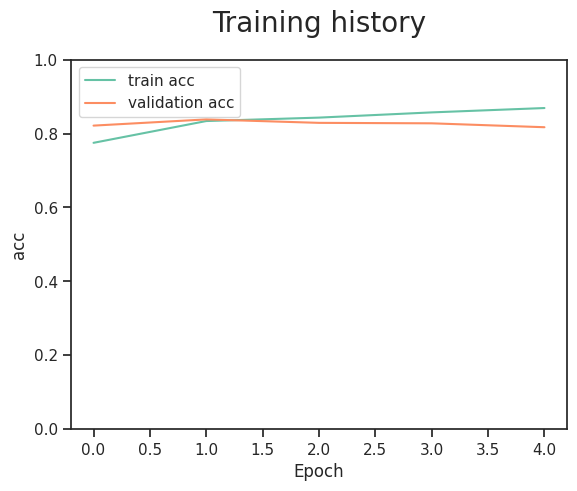 Training history
train acc
validation acc
1.0
0.8
0.6
0.4
0.2
0.0
acc
0.0 0.5 1.0 1.5 2.0 2.5 3.0 3.5 4.0
Epoch